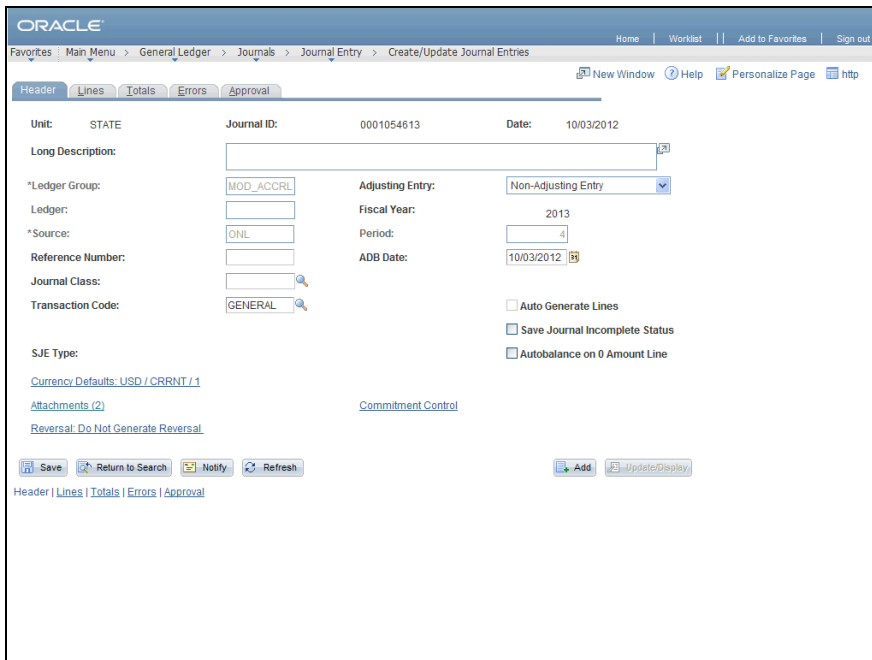 ORACLE
Home | Worklist || Add to Favorites | Sign out
Favorites Main Menu > General Ledger > Journals > Journal Entry > Create/Update Journal Entries
New Window Help Personalize Page http
Header Lines Totals Errors Approval
Unit: STATE Journal ID: 0001054613 Date: 10/03/2012
Long Description:
*Ledger Group: MOD_ACCRL Adjusting Entry: Non-Adjusting Entry
Ledger: Fiscal Year: 2013
*Source: ONL Period: 4
Reference Number: ADB Date: 10/03/2012
Journal Class:
Transaction Code: GENERAL Auto Generate Lines
Save Journal Incomplete Status
SJE Type: Autobalance on 0 Amount Line
Currency Defaults: USD / CRRNT / 1
Attachments (2) Commitment Control
Reversal: Do Not Generate Reversal
Save Return to Search Notify Refresh Add Update/Display
Header | Lines | Totals | Errors | Approval